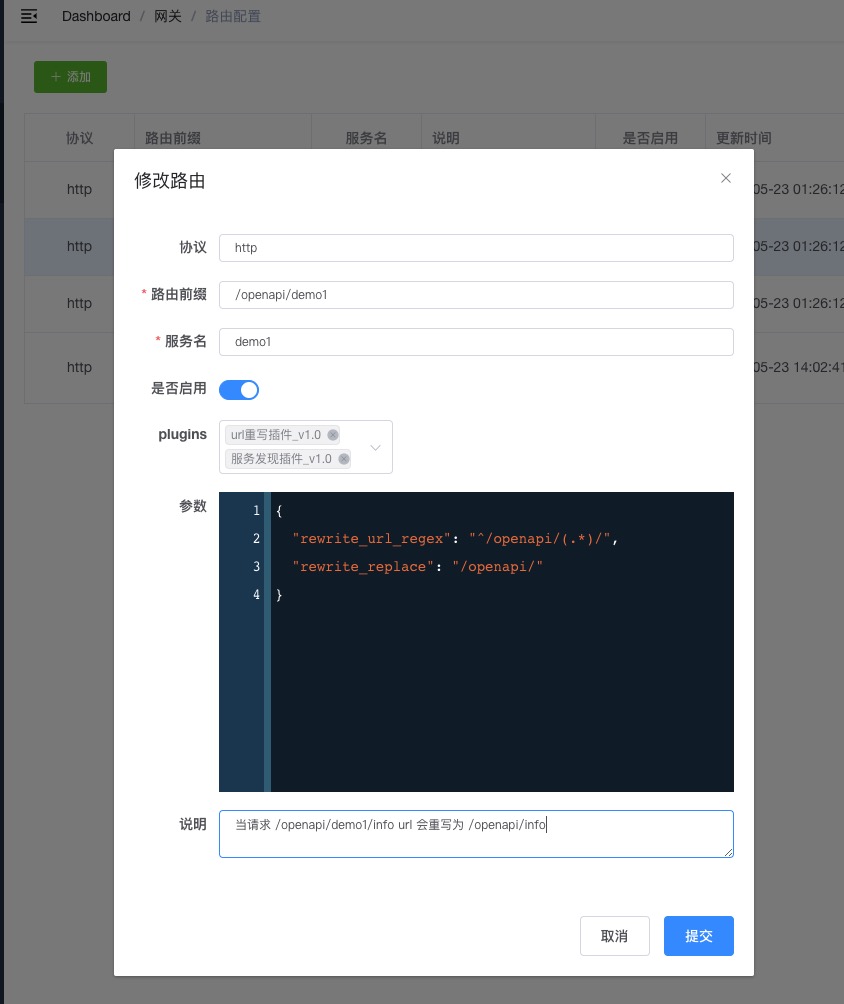 Dashboard / 网关 / 路由配置
+ 添加
协议 路由前缀 服务名 说明 是否启用 更新时间
http 05-23 01:26:12
http 05-23 01:26:12
http 05-23 01:26:12
http 05-23 14:02:41
修改路由
协议 http
* 路由前缀 /openapi/demo1
* 服务名 demo1
是否启用
plugins url重写插件_v1.0
服务发现插件_v1.0
参数
1 {
2 "rewrite_url_regex": "^/openapi/(.*)/",
3 "rewrite_replace": "/openapi/"
4 }
说明 当请求 /openapi/demo1/info url 会重写为 /openapi/info
取消 提交